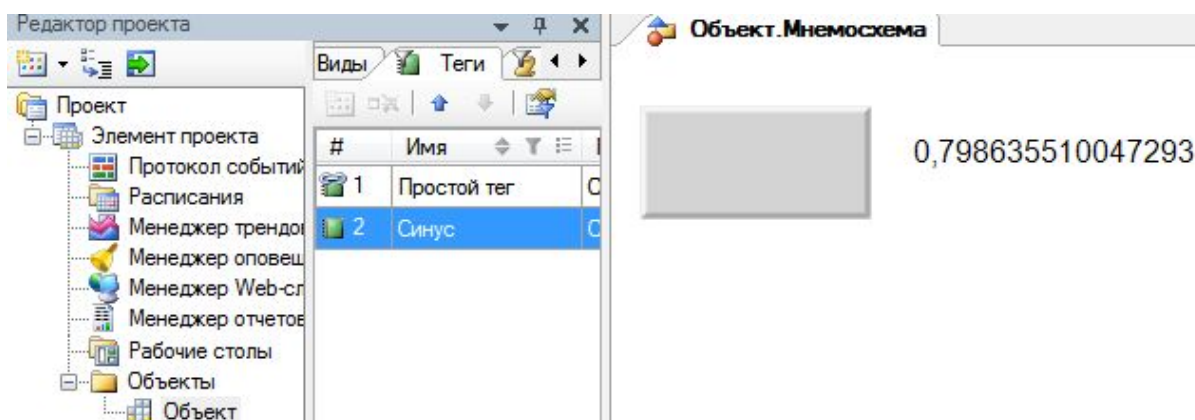 Редактор проекта
Виды Теги
Проект
Элемент проекта
Протокол событий
Расписания
Менеджер трендов
Менеджер оповещ
Менеджер Web-сл
Менеджер отчетов
Рабочие столы
Объекты
Объект
# Имя
1 Простой тег С
2 Синус С
Объект.Мнемосхема
0,798635510047293